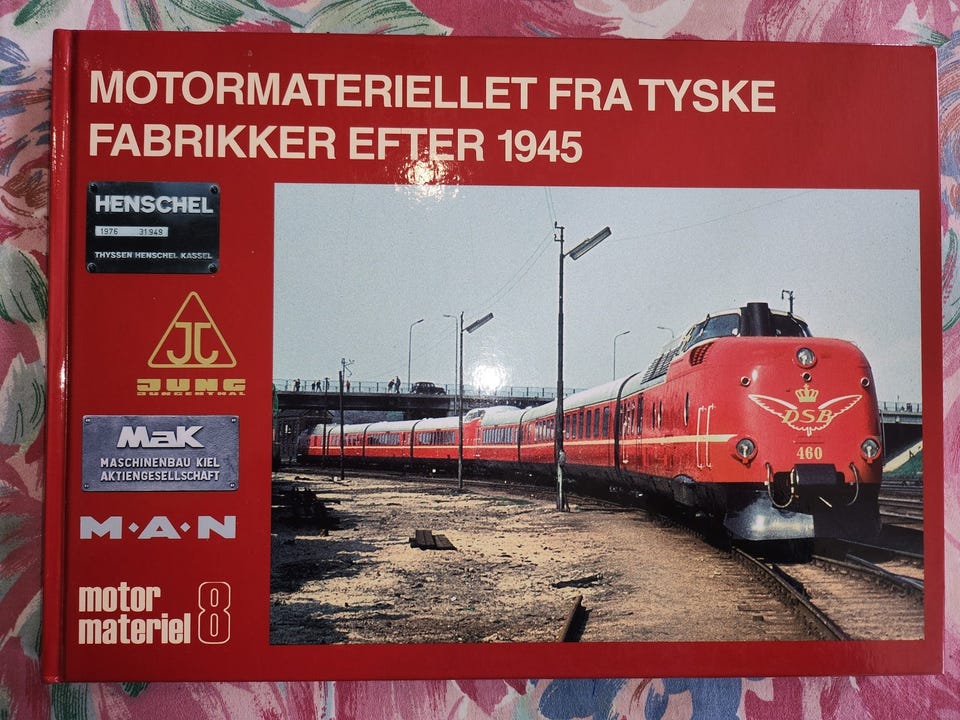 MOTORMATERIELLET FRA TYSKE
FABRIKKER EFTER 1945
HENSCHEL
1976 31949
THYSSEN HENSCHEL KASSEL
JUNG
JUNGENTHAL
MaK
MASCHINENBAU KIEL
AKTIENGESELLSCHAFT
M·A·N
motor
materiel 8
DSB
460